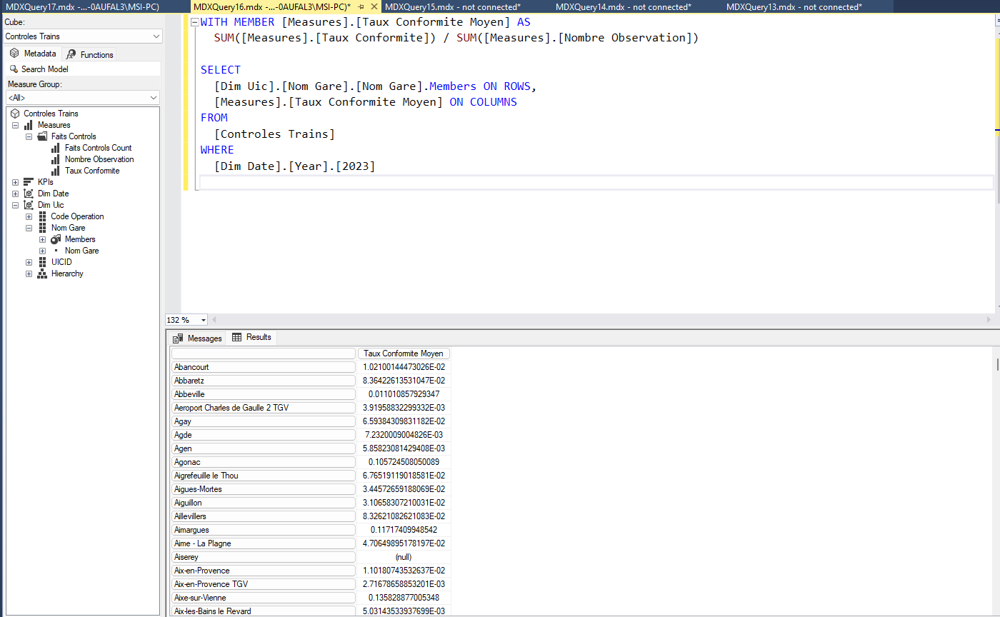 MDXQuery17.mdx -...-0AUFAL3\MSI-PC)
MDXQuery16.mdx -...-0AUFAL3\MSI-PC)*
MDXQuery15.mdx - not connected*
MDXQuery14.mdx - not connected*
MDXQuery13.mdx - not connected*
Cube:
Controles Trains
Metadata
Functions
Search Model
Measure Group:
<All>
Controles Trains
Measures
Faits Controls
Faits Controls Count
Nombre Observation
Taux Conformite
KPIs
Dim Date
Dim Uic
Code Operation
Nom Gare
Members
Nom Gare
UICID
Hierarchy
WITH MEMBER [Measures].[Taux Conformite Moyen] AS
SUM([Measures].[Taux Conformite]) / SUM([Measures].[Nombre Observation])
SELECT
[Dim Uic].[Nom Gare].[Nom Gare].Members ON ROWS,
[Measures].[Taux Conformite Moyen] ON COLUMNS
FROM
[Controles Trains]
WHERE
[Dim Date].[Year].[2023]
132 %
Messages
Results
Taux Conformite Moyen
Abancourt 1.02100144473026E-02
Abbaretz 8.36422613531047E-02
Abbeville 0.011010857929347
Aeroport Charles de Gaulle 2 TGV 3.91958832299332E-03
Agay 6.59384309831182E-02
Agde 7.2320009004826E-03
Agen 5.85823081429408E-03
Agonac 0.105724508050089
Aigrefeuille le Thou 6.76519119018581E-02
Aigues-Mortes 3.44572659188069E-02
Aiguillon 3.10658307210031E-02
Aillevillers 8.32621082621083E-02
Aimargues 0.11717409948542
Aime - La Plagne 4.70649895178197E-02
Aiserey (null)
Aix-en-Provence 1.10180743532637E-02
Aix-en-Provence TGV 2.71678658853201E-03
Aixe-sur-Vienne 0.135828877005348
Aix-les-Bains le Revard 5.03143533937699E-03